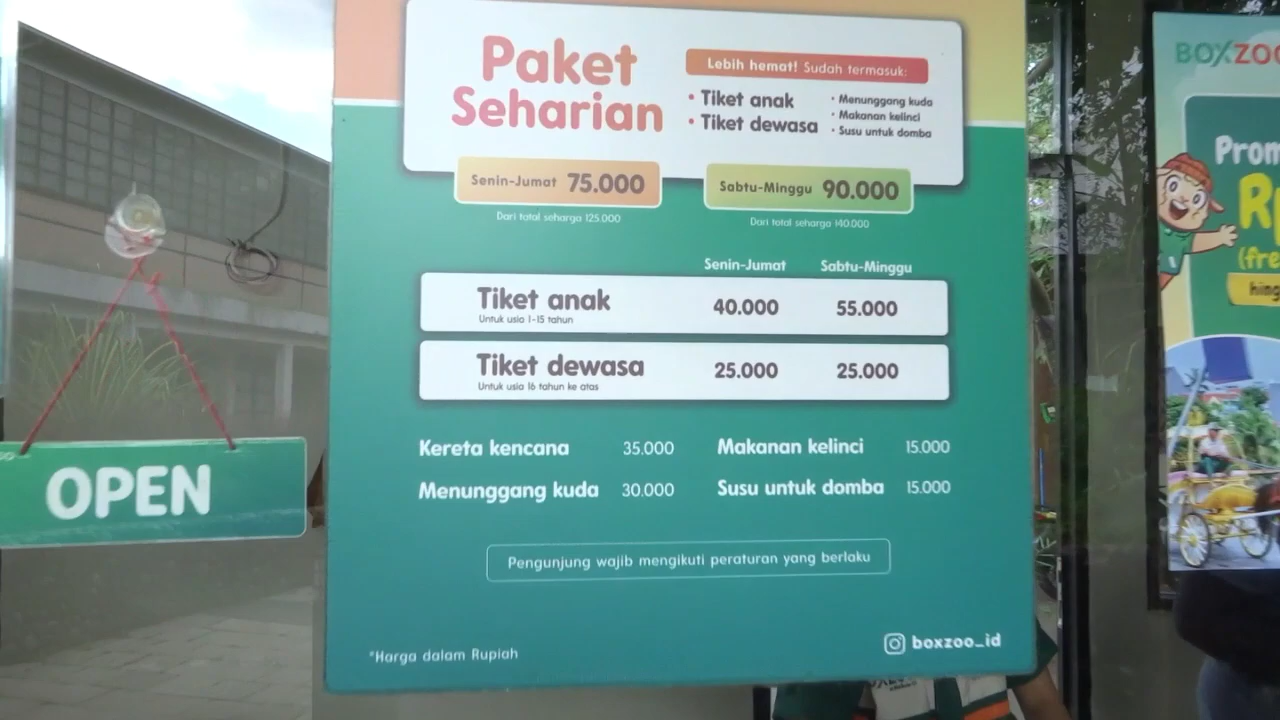 Paket
Seharian
Lebih hemat! Sudah termasuk:
• Tiket anak
• Tiket dewasa
• Menunggang kuda
• Makanan kelinci
• Susu untuk domba
Senin-Jumat 75.000
Dari total seharga 125.000
Sabtu-Minggu 90.000
Dari total seharga 140.000
Senin-Jumat Sabtu-Minggu
Tiket anak 40.000 55.000
Untuk usia 1-15 tahun
Tiket dewasa 25.000 25.000
Untuk usia 16 tahun ke atas
Kereta kencana 35.000
Makanan kelinci 15.000
Menunggang kuda 30.000
Susu untuk domba 15.000
Pengunjung wajib mengikuti peraturan yang berlaku
*Harga dalam Rupiah
boxzoo_id
OPEN
BOXZOO